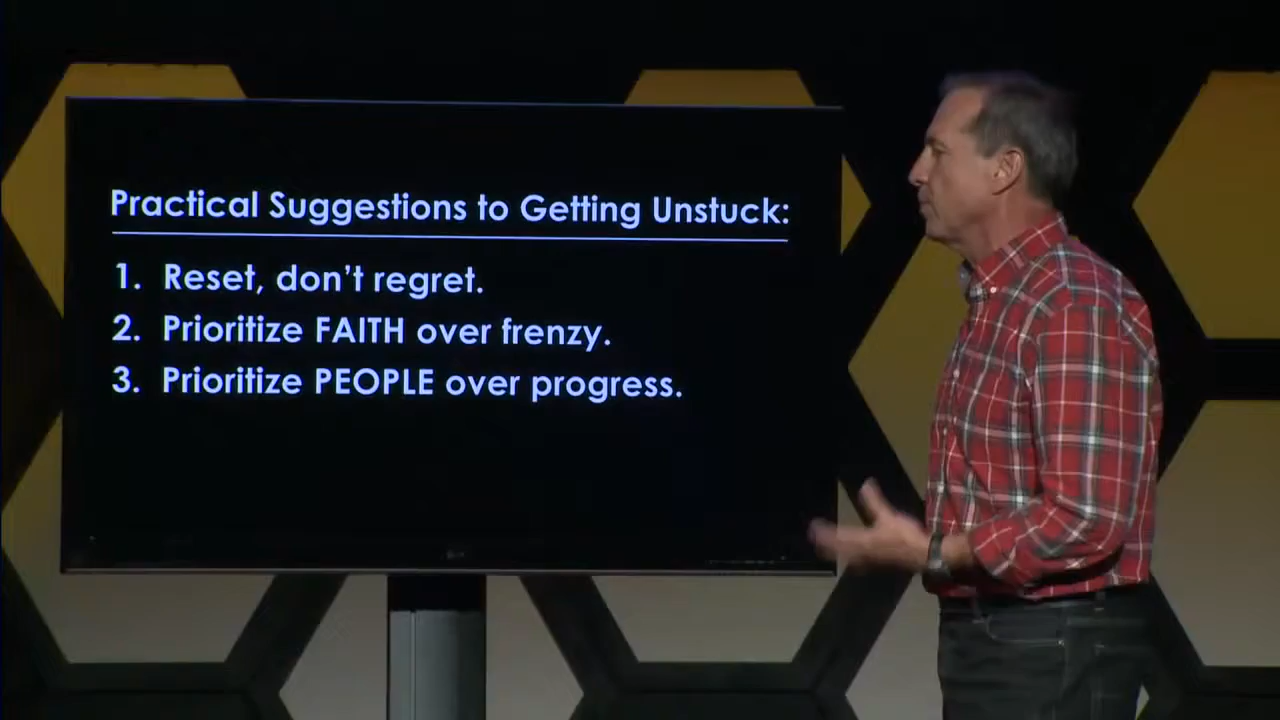 Practical Suggestions to Getting Unstuck:
1. Reset, don't regret.
2. Prioritize FAITH over frenzy.
3. Prioritize PEOPLE over progress.